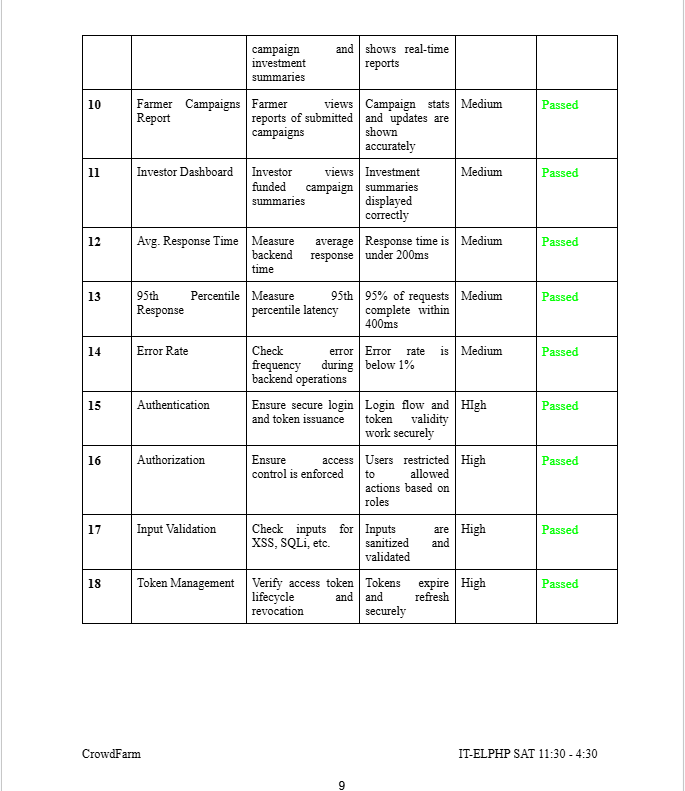 campaign and shows real-time
investment reports
summaries
10 Farmer Campaigns Farmer views Campaign stats Medium Passed
Report reports of submitted and updates are
campaigns shown
accurately
11 Investor Dashboard Investor views Investment Medium Passed
funded campaign summaries
summaries displayed
correctly
12 Avg. Response Time Measure average Response time is Medium Passed
backend response under 200ms
time
13 95th Percentile Measure 95th 95% of requests Medium Passed
Response percentile latency complete within
400ms
14 Error Rate Check error Error rate is Medium Passed
frequency during below 1%
backend operations
15 Authentication Ensure secure login Login flow and HIgh Passed
and token issuance token validity
work securely
16 Authorization Ensure access Users restricted High Passed
control is enforced to allowed
actions based on
roles
17 Input Validation Check inputs for Inputs are High Passed
XSS, SQLi, etc. sanitized and
validated
18 Token Management Verify access token Tokens expire High Passed
lifecycle and and refresh
revocation securely
CrowdFarm IT-ELPHP SAT 11:30 - 4:30
9